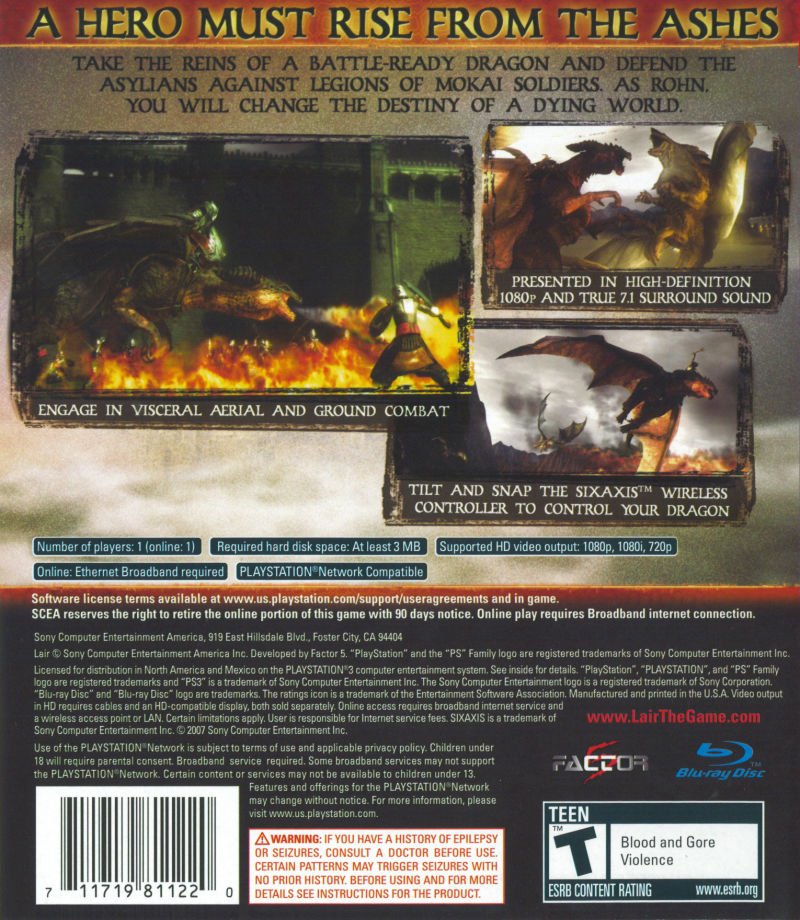 A HERO MUST RISE FROM THE ASHES
TAKE THE REINS OF A BATTLE-READY DRAGON AND DEFEND THE
ASYLIANS AGAINST LEGIONS OF MOKAI SOLDIERS. AS ROHN,
YOU WILL CHANGE THE DESTINY OF A DYING WORLD.
PRESENTED IN HIGH-DEFINITION
1080p AND TRUE 7.1 SURROUND SOUND
ENGAGE IN VISCERAL AERIAL AND GROUND COMBAT
TILT AND SNAP THE SIXAXIS™ WIRELESS
CONTROLLER TO CONTROL YOUR DRAGON
Number of players: 1 (online: 1) Required hard disk space: At least 3 MB Supported HD video output: 1080p, 1080i, 720p
Online: Ethernet Broadband required PLAYSTATION®Network Compatible
Software license terms available at www.us.playstation.com/support/useragreements and in game.
SCEA reserves the right to retire the online portion of this game with 90 days notice. Online play requires Broadband internet connection.
Sony Computer Entertainment America, 919 East Hillsdale Blvd., Foster City, CA 94404
Lair © Sony Computer Entertainment America Inc. Developed by Factor 5. "PlayStation" and the "PS" Family logo are registered trademarks of Sony Computer Entertainment Inc.
Licensed for distribution in North America and Mexico on the PLAYSTATION®3 computer entertainment system. See inside for details. "PlayStation", "PLAYSTATION", and "PS" Family
logo are registered trademarks and "PS3" is a trademark of Sony Computer Entertainment Inc. The Sony Computer Entertainment logo is a registered trademark of Sony Corporation.
"Blu-ray Disc" and "Blu-ray Disc" logo are trademarks. The ratings icon is a trademark of the Entertainment Software Association. Manufactured and printed in the U.S.A. Video output
in HD requires cables and an HD-compatible display, both sold separately. Online access requires broadband internet service and
a wireless access point or LAN. Certain limitations apply. User is responsible for Internet service fees. SIXAXIS is a trademark of
Sony Computer Entertainment Inc. © 2007 Sony Computer Entertainment Inc.
www.LairTheGame.com
Use of the PLAYSTATION®Network is subject to terms of use and applicable privacy policy. Children under
18 will require parental consent. Broadband service required. Some broadband services may not support
the PLAYSTATION®Network. Certain content or services may not be available to children under 13.
Features and offerings for the PLAYSTATION®Network
may change without notice. For more information, please
visit www.us.playstation.com.
FACTOR 5
Blu-ray Disc™
WARNING: IF YOU HAVE A HISTORY OF EPILEPSY
OR SEIZURES, CONSULT A DOCTOR BEFORE USE.
CERTAIN PATTERNS MAY TRIGGER SEIZURES WITH
NO PRIOR HISTORY. BEFORE USING AND FOR MORE
DETAILS SEE INSTRUCTIONS FOR THE PRODUCT.
7 11719 81122 0
TEEN
T™
Blood and Gore
Violence
ESRB CONTENT RATING www.esrb.org